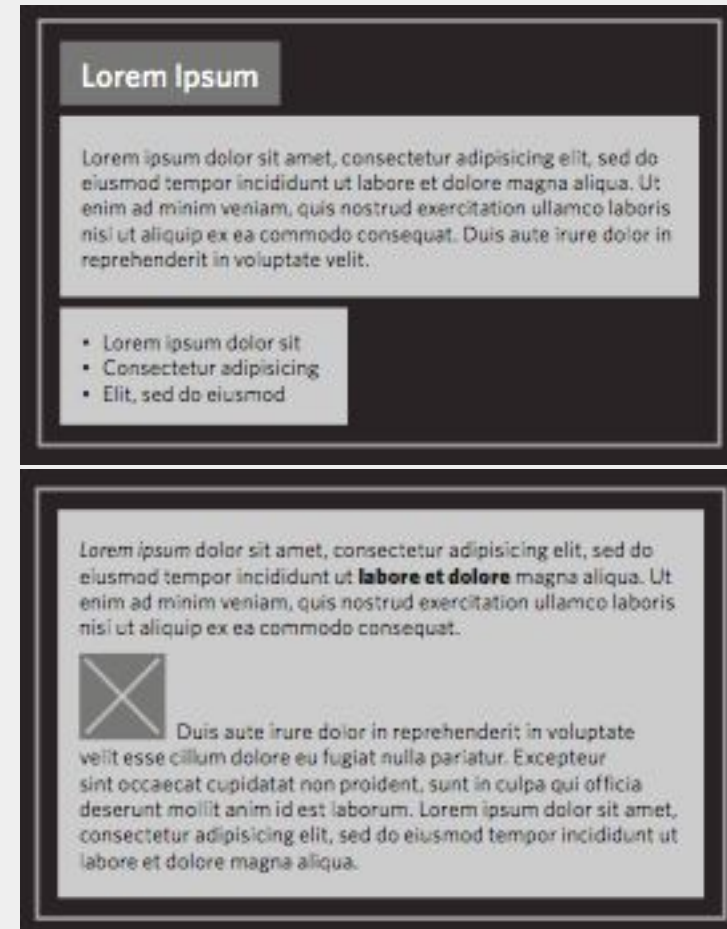 Lorem Ipsum
Lorem ipsum dolor sit amet, consectetur adipisicing elit, sed do
eiusmod tempor incididunt ut labore et dolore magna aliqua. Ut
enim ad minim veniam, quis nostrud exercitation ullamco laboris
nisi ut aliquip ex ea commodo consequat. Duis aute irure dolor in
reprehenderit in voluptate velit.
• Lorem ipsum dolor sit
• Consectetur adipisicing
• Elit, sed do eiusmod
Lorem ipsum dolor sit amet, consectetur adipisicing elit, sed do
eiusmod tempor incididunt ut labore et dolore magna aliqua. Ut
enim ad minim veniam, quis nostrud exercitation ullamco laboris
nisi ut aliquip ex ea commodo consequat.
Duis aute irure dolor in reprehenderit in voluptate
velit esse cillum dolore eu fugiat nulla pariatur. Excepteur
sint occaecat cupidatat non proident, sunt in culpa qui officia
deserunt mollit anim id est laborum. Lorem ipsum dolor sit amet,
consectetur adipisicing elit, sed do eiusmod tempor incididunt ut
labore et dolore magna aliqua.